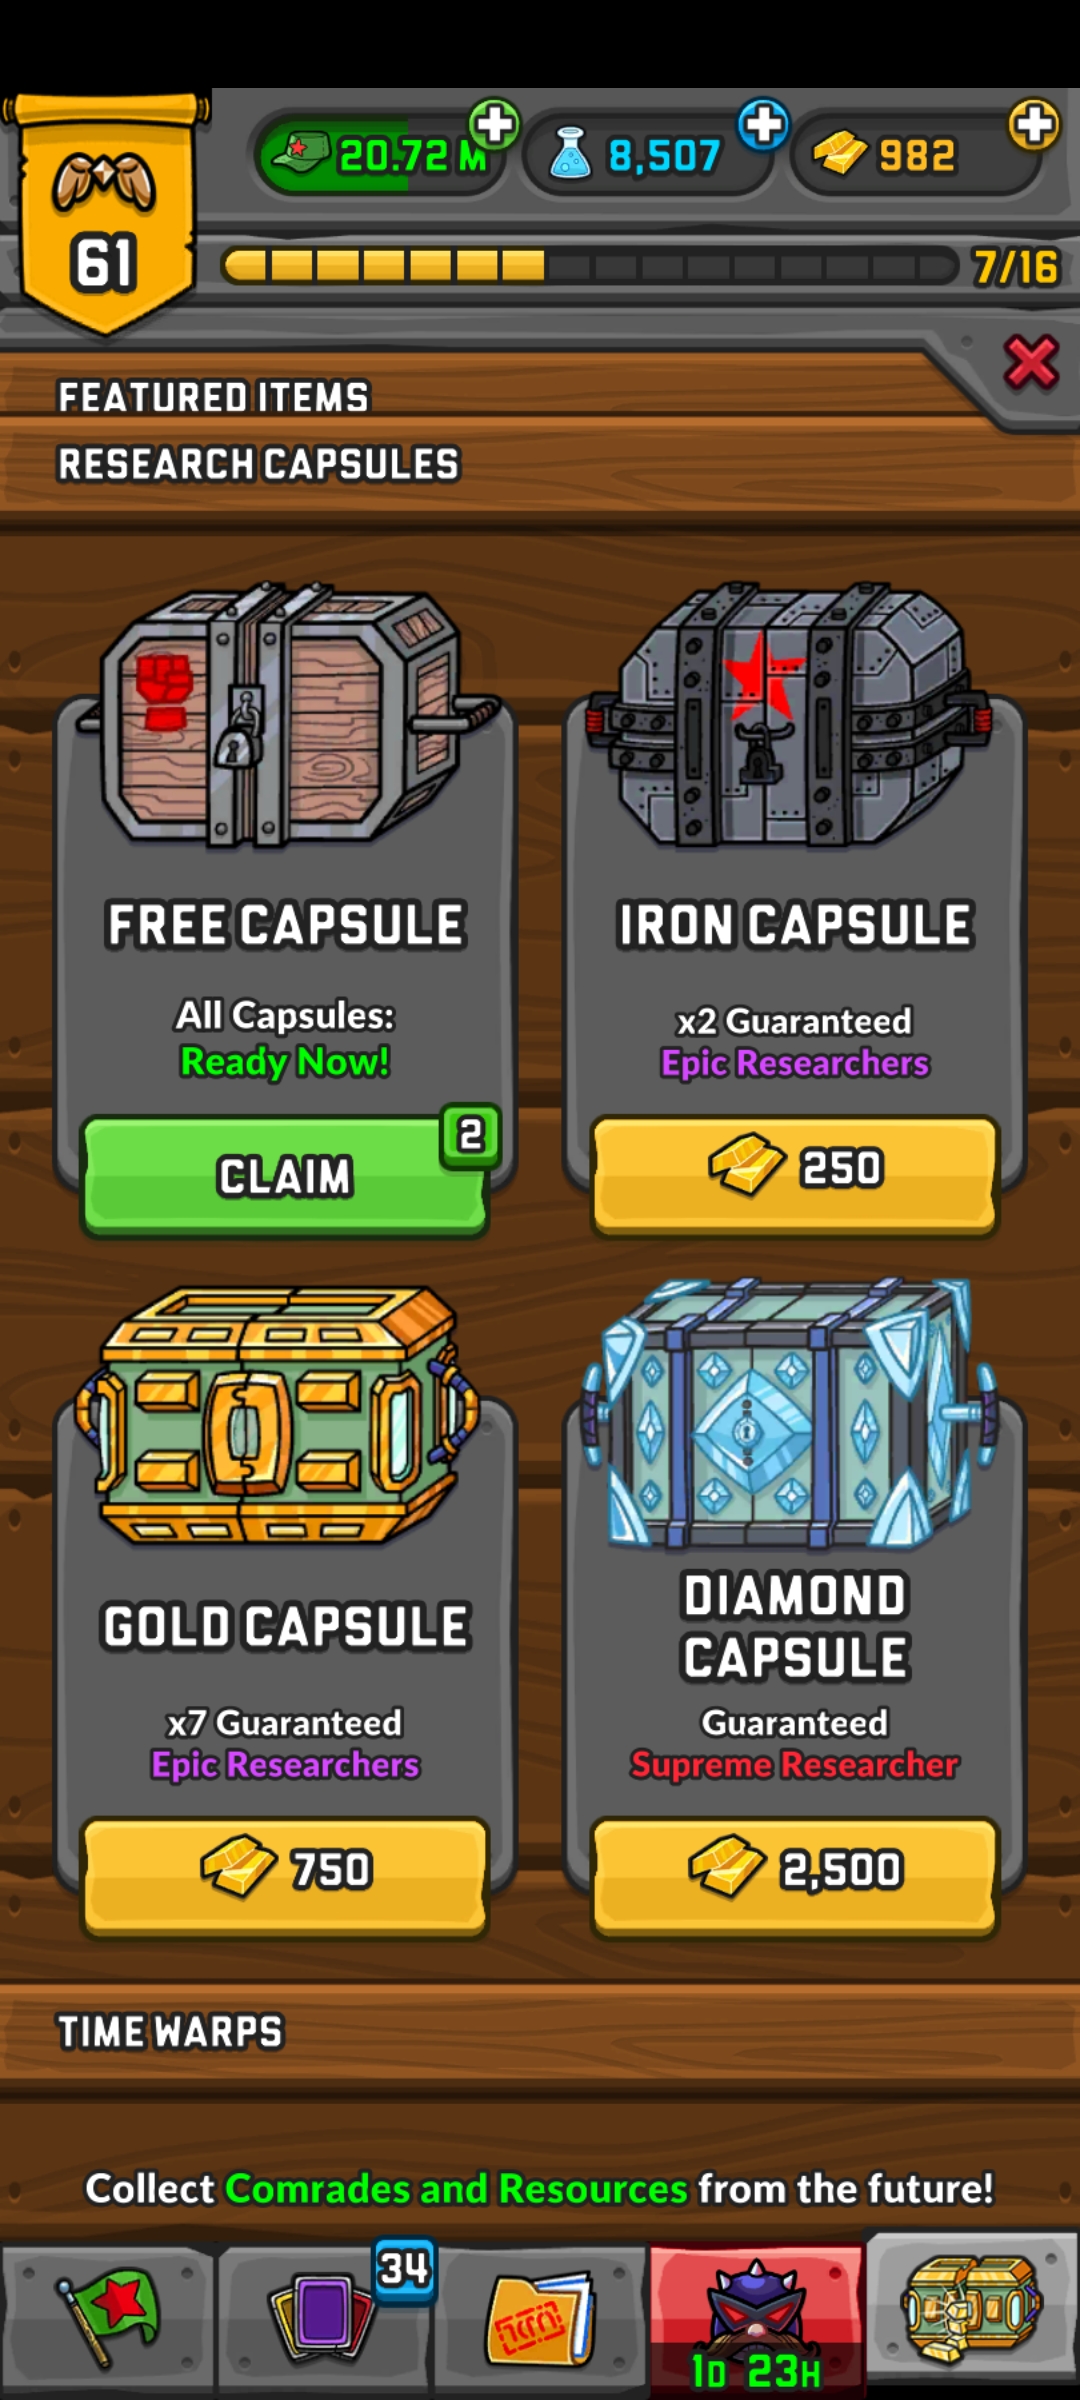 20.72 M
8,507
982
61
7/16
FEATURED ITEMS
RESEARCH CAPSULES
FREE CAPSULE
All Capsules:
Ready Now!
2
CLAIM
IRON CAPSULE
x2 Guaranteed
Epic Researchers
250
GOLD CAPSULE
x7 Guaranteed
Epic Researchers
750
DIAMOND
CAPSULE
Guaranteed
Supreme Researcher
2,500
TIME WARPS
Collect Comrades and Resources from the future!
34
1D 23H